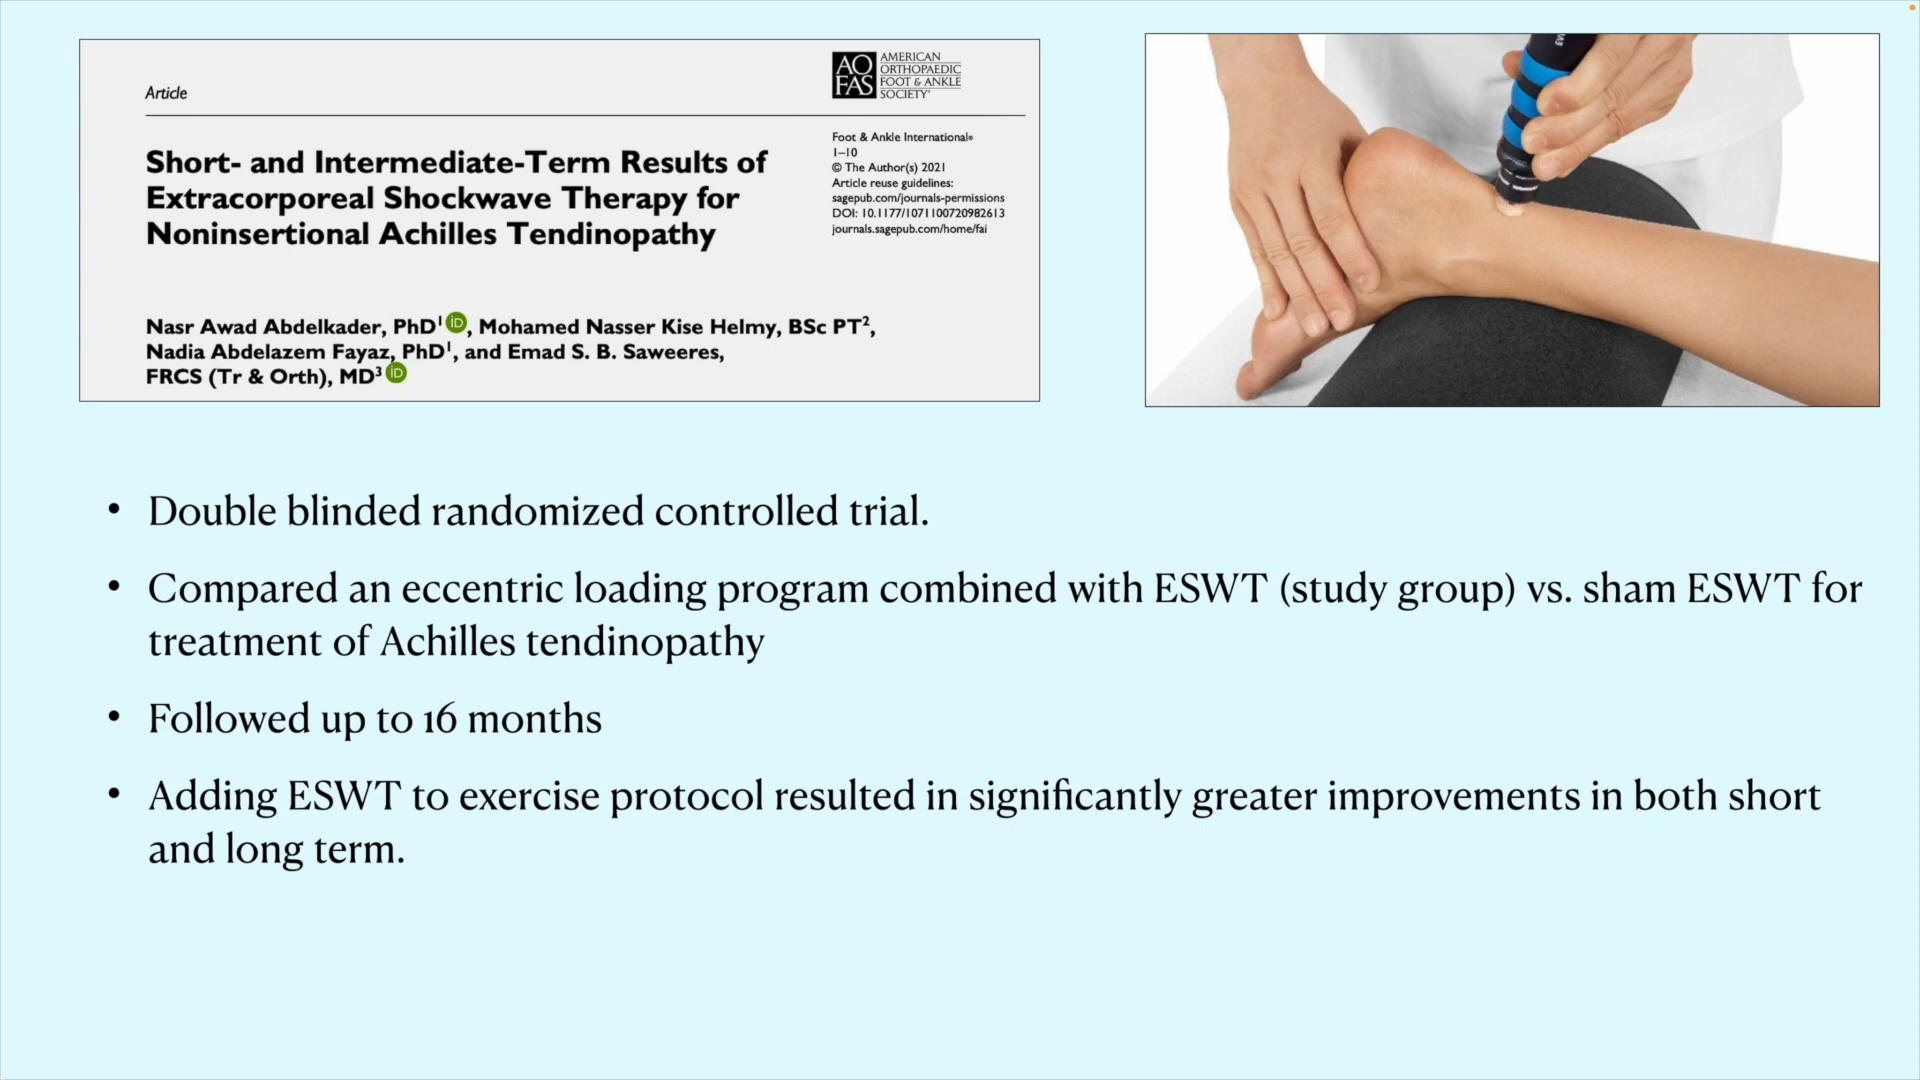 Article
AO
FAS
AMERICAN
ORTHOPAEDIC
FOOT & ANKLE
SOCIETY®
Short- and Intermediate-Term Results of
Extracorporeal Shockwave Therapy for
Noninsertional Achilles Tendinopathy
Foot & Ankle International®
1–10
© The Author(s) 2021
Article reuse guidelines:
sagepub.com/journals-permissions
DOI: 10.1177/1071100720982613
journals.sagepub.com/home/fai
Nasr Awad Abdelkader, PhD¹ iD, Mohamed Nasser Kise Helmy, BSc PT²,
Nadia Abdelazem Fayaz, PhD¹, and Emad S. B. Saweeres,
FRCS (Tr & Orth), MD³ iD
• Double blinded randomized controlled trial.
• Compared an eccentric loading program combined with ESWT (study group) vs. sham ESWT for
treatment of Achilles tendinopathy
• Followed up to 16 months
• Adding ESWT to exercise protocol resulted in significantly greater improvements in both short
and long term.